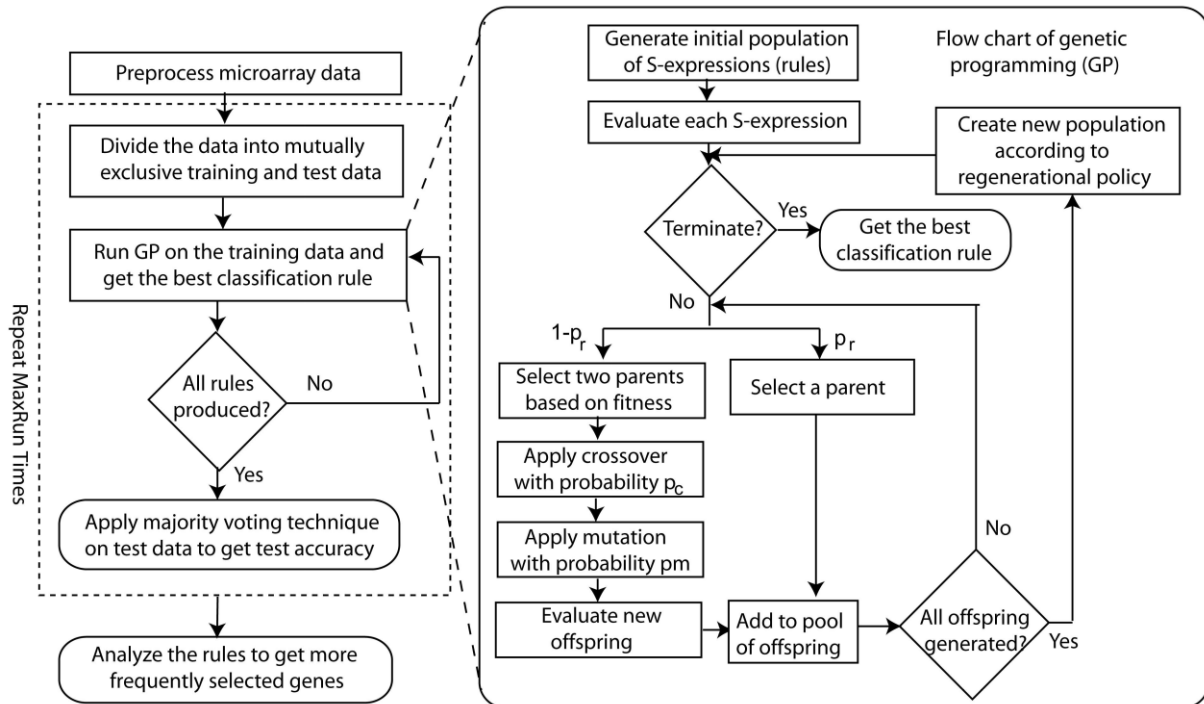 Preprocess microarray data
Divide the data into mutually
exclusive training and test data
Run GP on the training data and
get the best classification rule
All rules
produced?
No
Yes
Apply majority voting technique
on test data to get test accuracy
Repeat MaxRun Times
Analyze the rules to get more
frequently selected genes
Generate initial population
of S-expressions (rules)
Flow chart of genetic
programming (GP)
Evaluate each S-expression
Create new population
according to
regenerational policy
Terminate?
Yes
Get the best
classification rule
No
1-pr
pr
Select two parents
based on fitness
Select a parent
Apply crossover
with probability pc
Apply mutation
with probability pm
Evaluate new
offspring
Add to pool
of offspring
All offspring
generated?
No
Yes